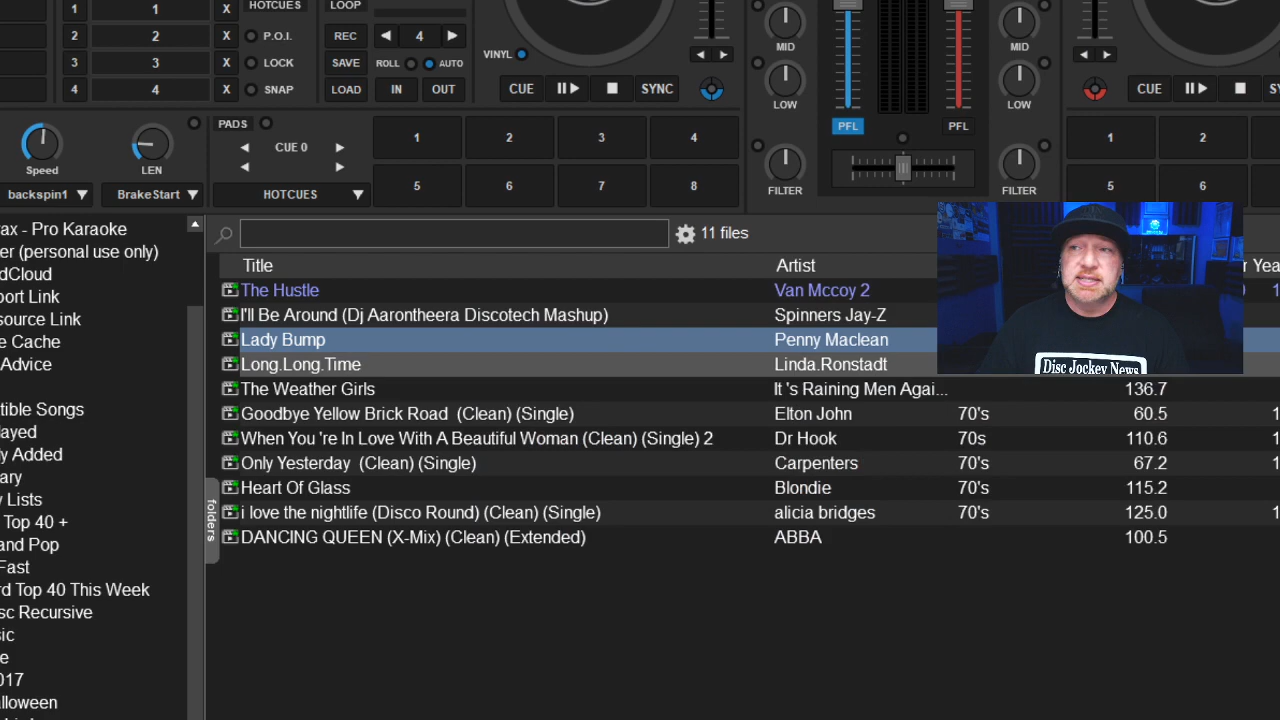 HOTCUES LOOP
2 2 X P.O.I. REC 4 MID MID
3 3 X LOCK SAVE ROLL AUTO VINYL
4 4 X SNAP LOAD IN OUT CUE SYNC LOW LOW CUE
PADS PFL PFL
CUE 0 1 2 3 4 1 2
Speed LEN
backspin1 BrakeStart HOTCUES 5 6 7 8 FILTER FILTER 5 6
ax - Pro Karaoke
er (personal use only)
dCloud
port Link
source Link
e Cache
Advice
tible Songs
layed
ly Added
ary
y Lists
Top 40 +
and Pop
Fast
rd Top 40 This Week
sc Recursive
sic
e
017
lloween
folders
11 files
Title Artist r Yea
The Hustle Van Mccoy 2
I'll Be Around (Dj Aarontheera Discotech Mashup) Spinners Jay-Z
Lady Bump Penny Maclean
Long.Long.Time Linda.Ronstadt
The Weather Girls It 's Raining Men Agai... 136.7
Goodbye Yellow Brick Road (Clean) (Single) Elton John 70's 60.5 1
When You 're In Love With A Beautiful Woman (Clean) (Single) 2 Dr Hook 70s 110.6 1
Only Yesterday (Clean) (Single) Carpenters 70's 67.2 1
Heart Of Glass Blondie 70's 115.2
i love the nightlife (Disco Round) (Clean) (Single) alicia bridges 70's 125.0 1
DANCING QUEEN (X-Mix) (Clean) (Extended) ABBA 100.5 1
Disc Jockey News